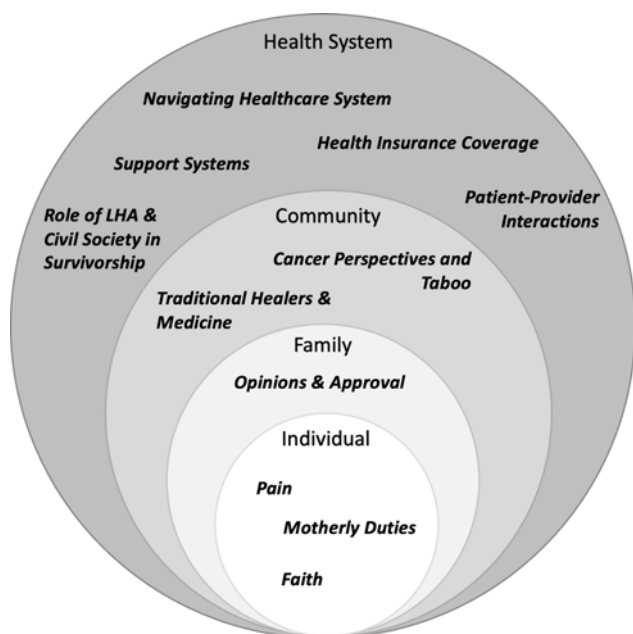 Health System
Navigating Healthcare System
Health Insurance Coverage
Support Systems
Patient-Provider
Interactions
Role of LHA &
Civil Society in
Survivorship
Community
Cancer Perspectives and
Taboo
Traditional Healers &
Medicine
Family
Opinions & Approval
Individual
Pain
Motherly Duties
Faith